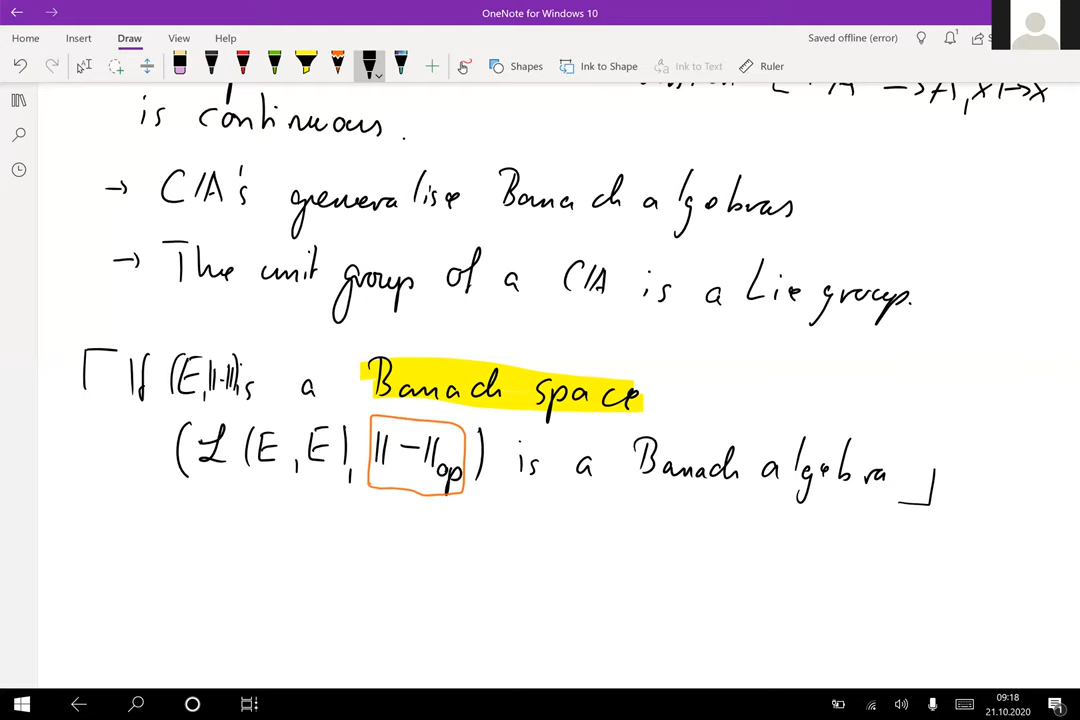 OneNote for Windows 10
Home Insert Draw View Help Saved offline (error)
Shapes Ink to Shape Ink to Text Ruler
→ A, x ↦ x
is continuous.
→ CIA's generalise Banach algebras
→ The unit group of a CIA is a Lie group.
If (E, ||-||) is a Banach space
(L(E, E), ||-||op) is a Banach algebra
09:18
21.10.2020